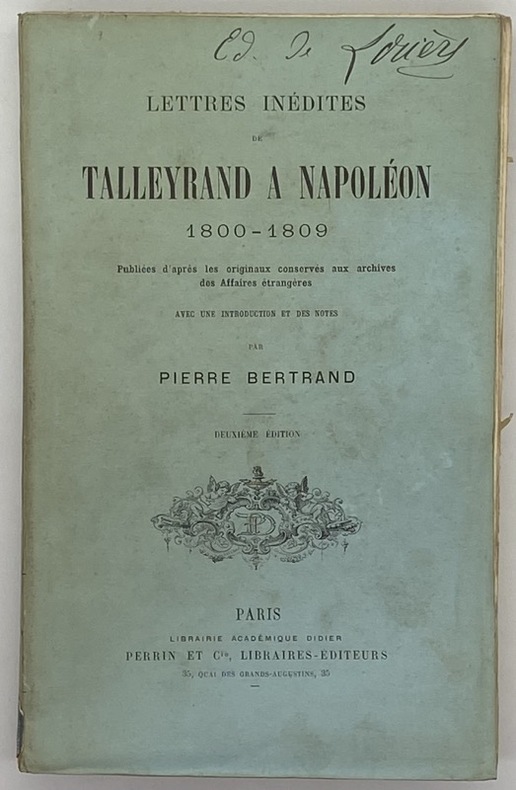 Ed. de Loriers
LETTRES INÉDITES
DE
TALLEYRAND A NAPOLÉON
1800-1809
Publiées d'après les originaux conservés aux archives
des Affaires étrangères
AVEC UNE INTRODUCTION ET DES NOTES
PAR
PIERRE BERTRAND
DEUXIÈME ÉDITION
PARIS
LIBRAIRIE ACADÉMIQUE DIDIER
PERRIN ET Cie, LIBRAIRES-ÉDITEURS
35, QUAI DES GRANDS-AUGUSTINS, 35